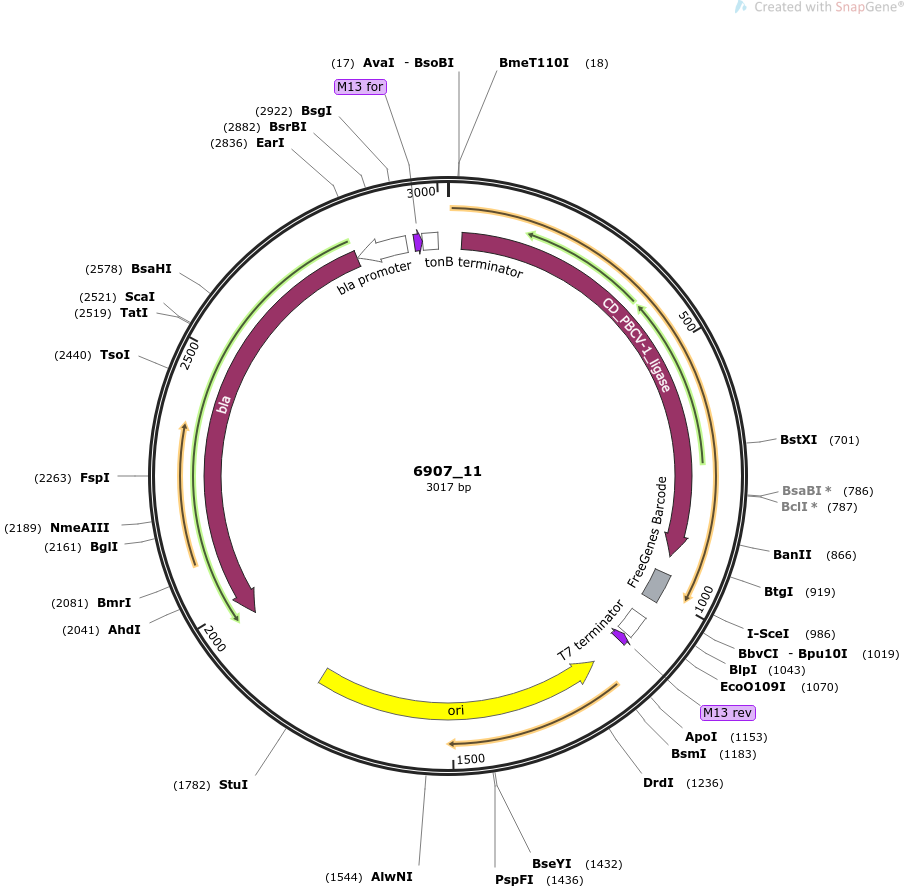 Created with SnapGene®
(17) AvaI - BsoBI
BmeT110I (18)
M13 for
(2922) BsgI
(2882) BsrBI
(2836) EarI
3000
bla promoter
tonB terminator
(2578) BsaHI
(2521) ScaI
(2519) TatI
(2440) TsoI
2500
500
CD_PBCV-1_ligase
bla
BstXI (701)
6907_11
3017 bp
(2263) FspI
BsaBI * (786)
BclI * (787)
(2189) NmeAIII
(2161) BglI
FreeGenes Barcode
BanII (866)
BtgI (919)
(2081) BmrI
(2041) AhdI
1000
2000
T7 terminator
I-SceI (986)
BbvCI - Bpu10I (1019)
BlpI (1043)
EcoO109I (1070)
M13 rev
ori
ApoI (1153)
BsmI (1183)
1500
(1782) StuI
DrdI (1236)
BseYI (1432)
(1544) AlwNI
PspFI (1436)